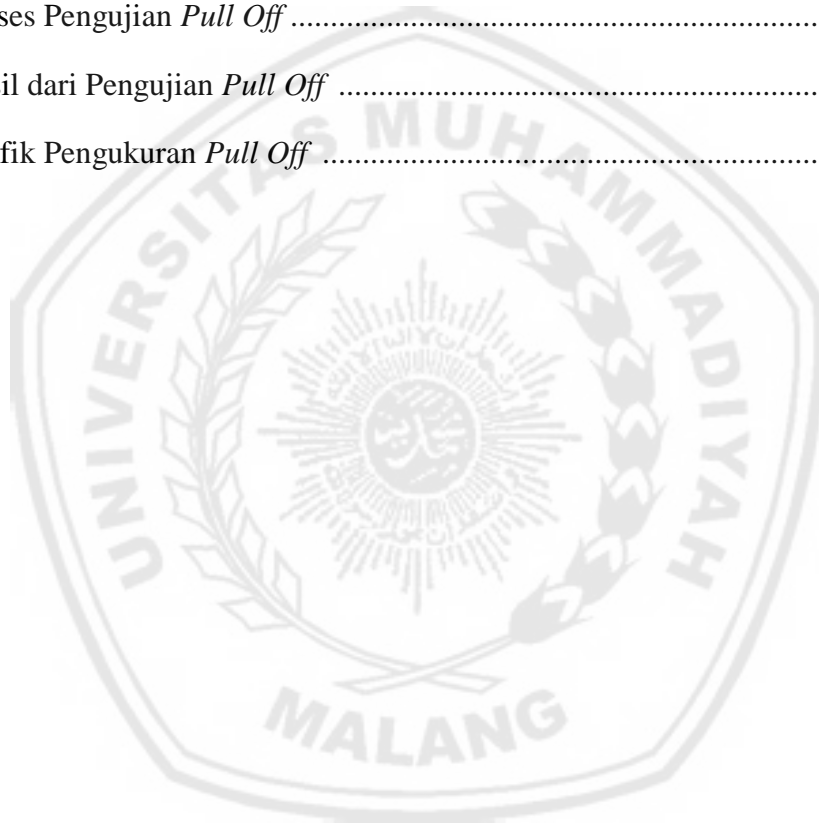 ses Pengujian Pull Off ................................................................
il dari Pengujian Pull Off ..........................................................
fik Pengukuran Pull Off ............................................................
UNIVERSITAS MUHAMMADIYAH
MALANG